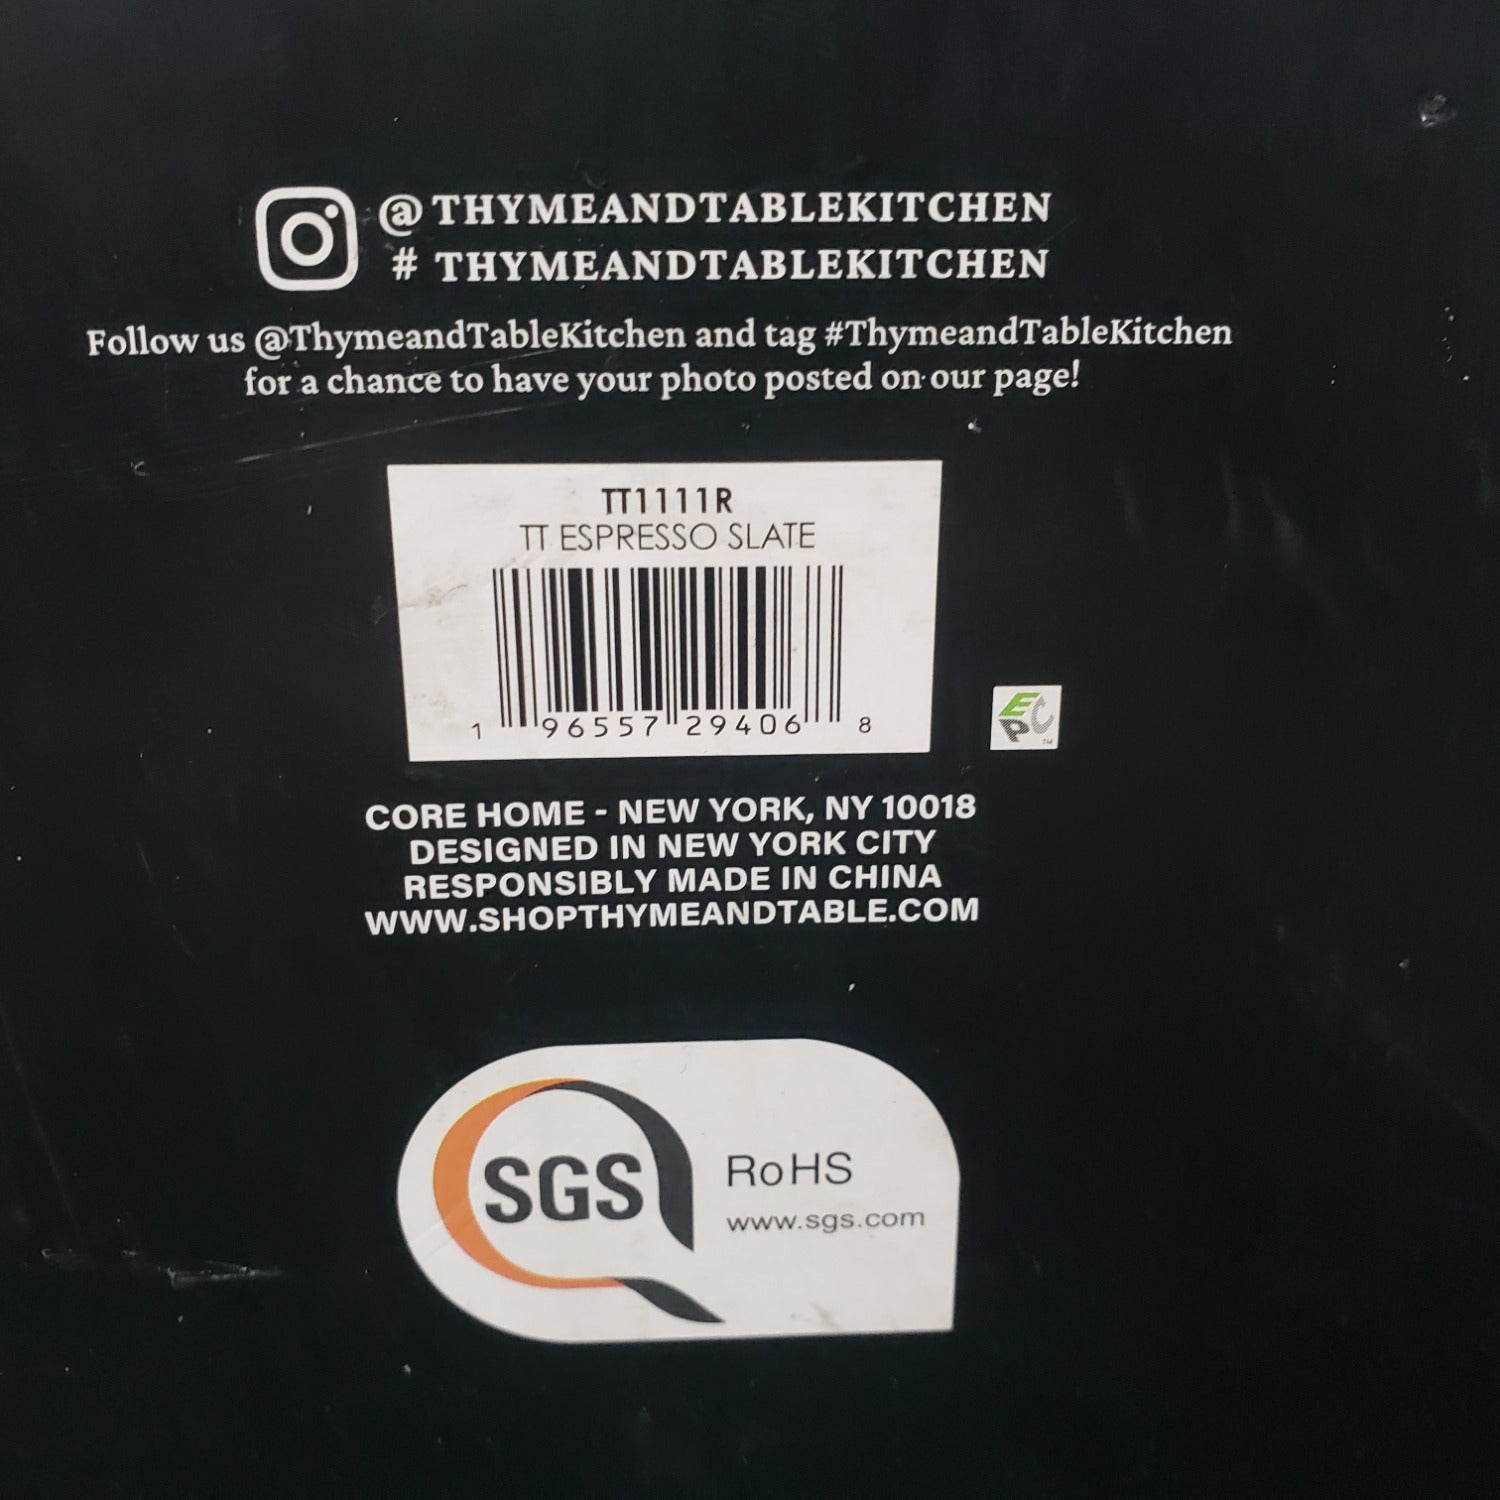 @THYMEANDTABLEKITCHEN
# THYMEANDTABLEKITCHEN
Follow us @ThymeandTableKitchen and tag #ThymeandTableKitchen
for a chance to have your photo posted on our page!
TT1111R
TT ESPRESSO SLATE
1 96557 29406 8
EPC
TM
CORE HOME - NEW YORK, NY 10018
DESIGNED IN NEW YORK CITY
RESPONSIBLY MADE IN CHINA
WWW.SHOPTHYMEANDTABLE.COM
SGS
RoHS
www.sgs.com